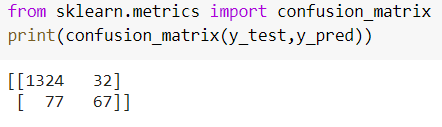 from sklearn.metrics import confusion_matrix
print(confusion_matrix(y_test,y_pred))
[[1324   32]
 [  77   67]]